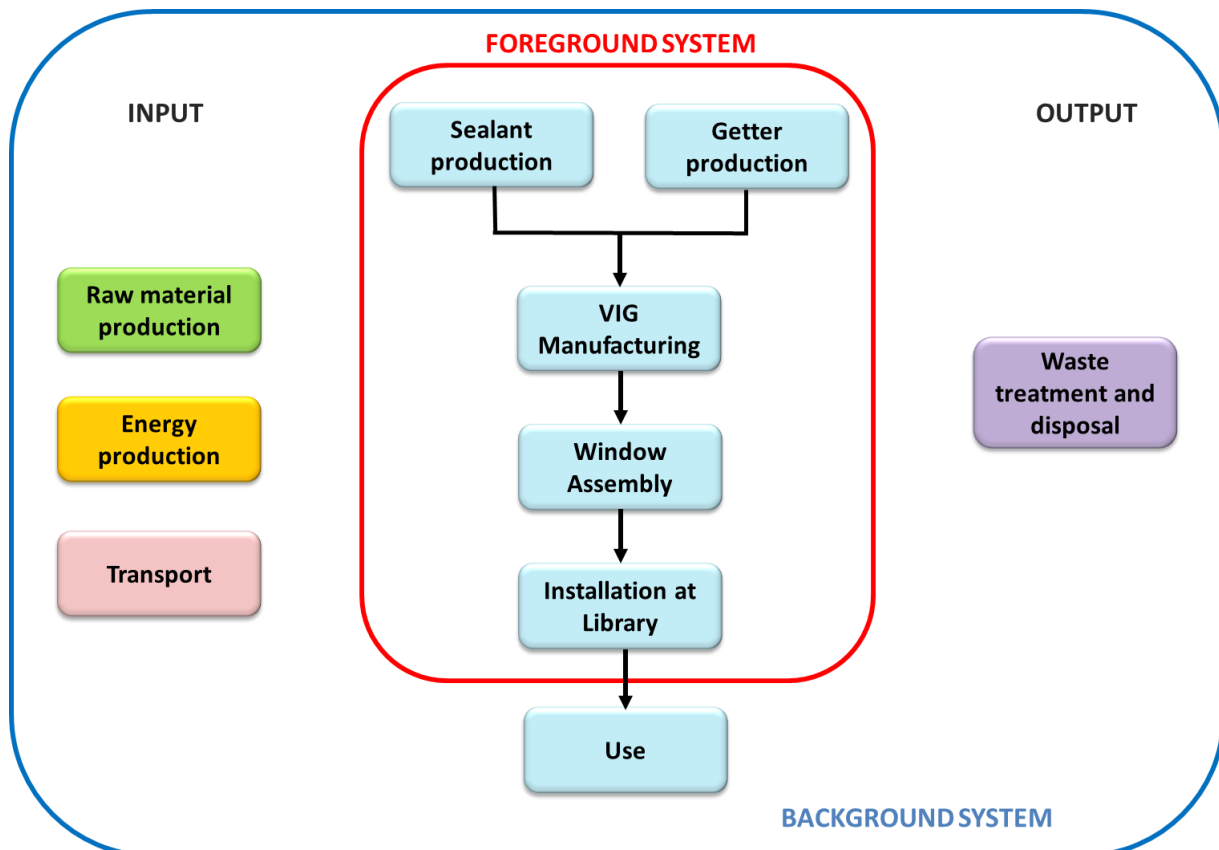 FOREGROUND SYSTEM
INPUT
OUTPUT
Sealant
production
Getter
production
Raw material
production
VIG
Manufacturing
Waste
treatment and
disposal
Energy
production
Window
Assembly
Transport
Installation at
Library
Use
BACKGROUND SYSTEM